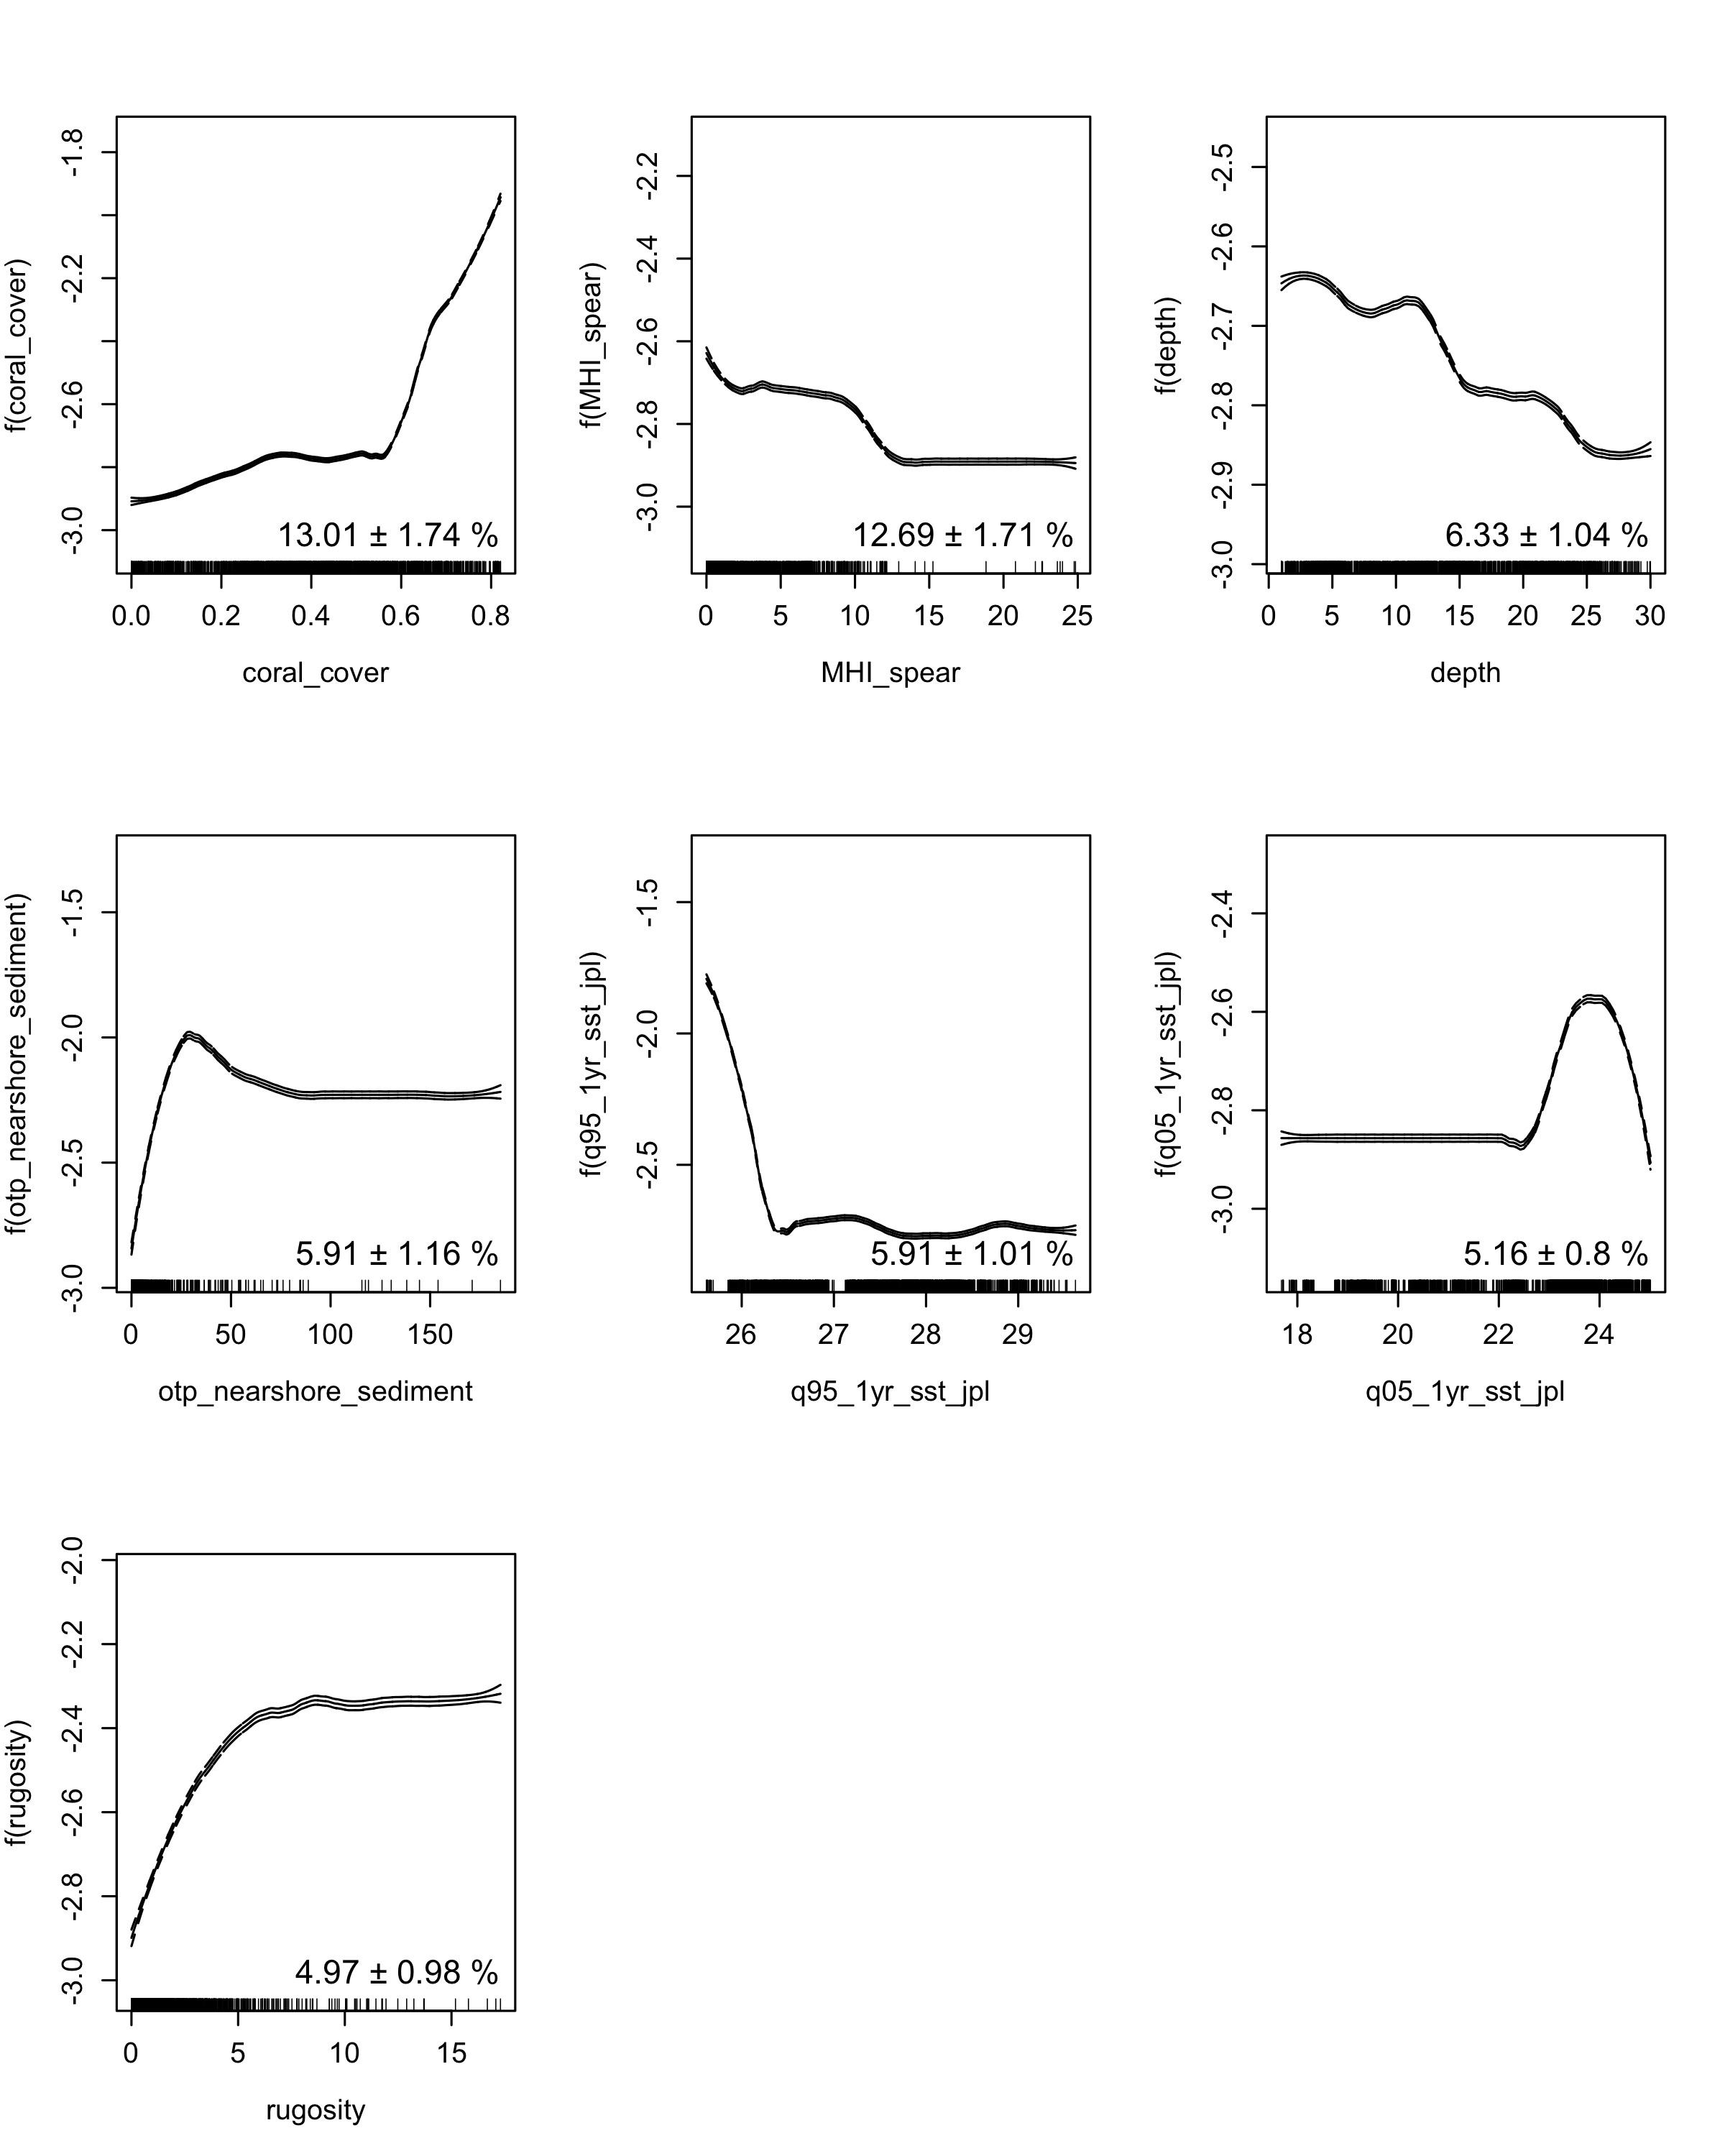 f(coral_cover)
-1.8
-2.2
-2.6
-3.0
13.01 ± 1.74 %
0.0 0.2 0.4 0.6 0.8
coral_cover
f(MHI_spear)
-2.2
-2.4
-2.6
-2.8
-3.0
12.69 ± 1.71 %
0 5 10 15 20 25
MHI_spear
f(depth)
-2.5
-2.6
-2.7
-2.8
-2.9
-3.0
6.33 ± 1.04 %
0 5 10 15 20 25 30
depth
f(otp_nearshore_sediment)
-1.5
-2.0
-2.5
-3.0
5.91 ± 1.16 %
0 50 100 150
otp_nearshore_sediment
f(q95_1yr_sst_jpl)
-1.5
-2.0
-2.5
5.91 ± 1.01 %
26 27 28 29
q95_1yr_sst_jpl
f(q05_1yr_sst_jpl)
-2.4
-2.6
-2.8
-3.0
5.16 ± 0.8 %
18 20 22 24
q05_1yr_sst_jpl
f(rugosity)
-2.0
-2.2
-2.4
-2.6
-2.8
-3.0
4.97 ± 0.98 %
0 5 10 15
rugosity